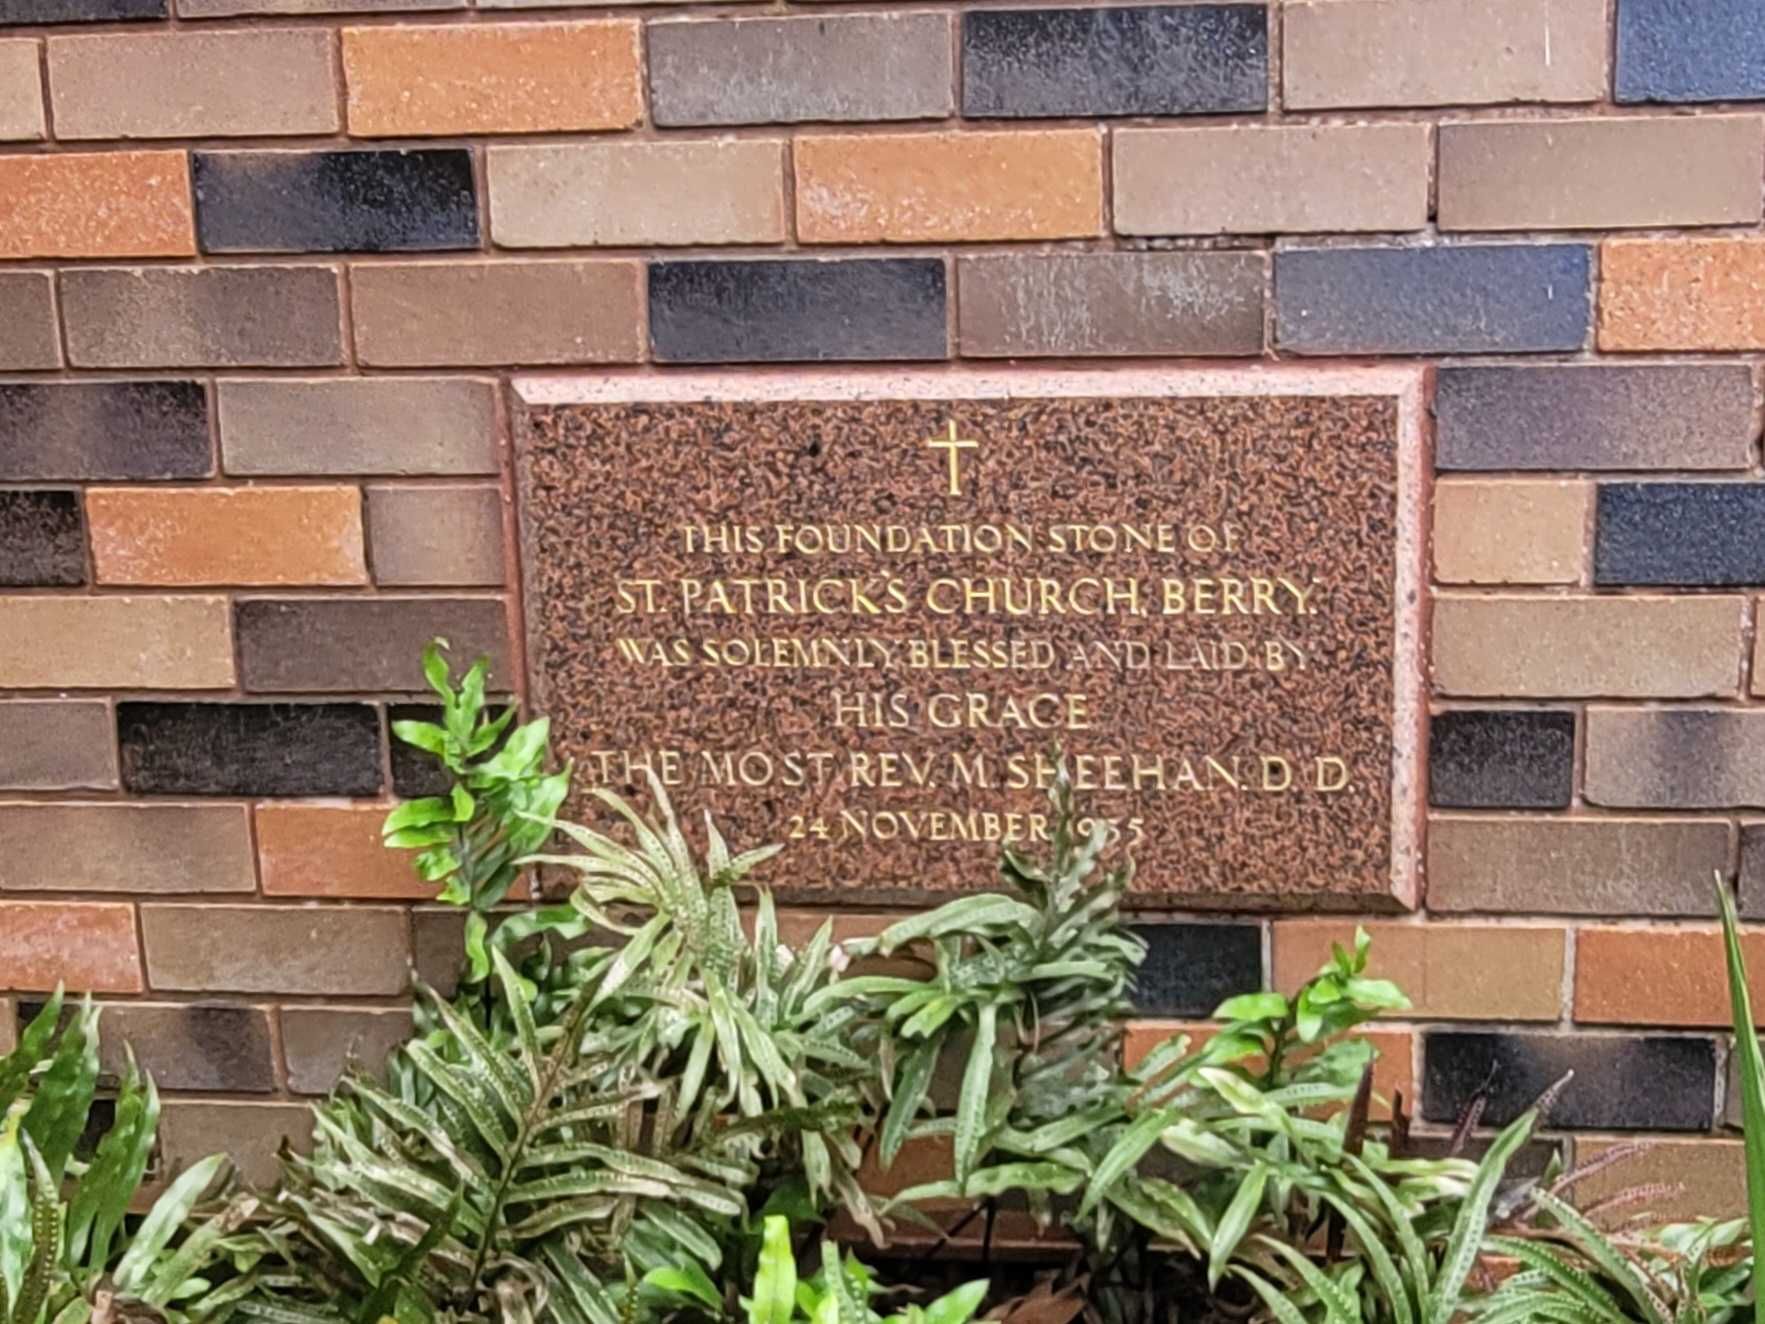 THIS FOUNDATION STONE OF
ST. PATRICK'S CHURCH, BERRY.
WAS SOLEMNLY BLESSED AND LAID BY
HIS GRACE
THE MOST REV. M. SHEEHAN. D. D.
24 NOVEMBER 1935